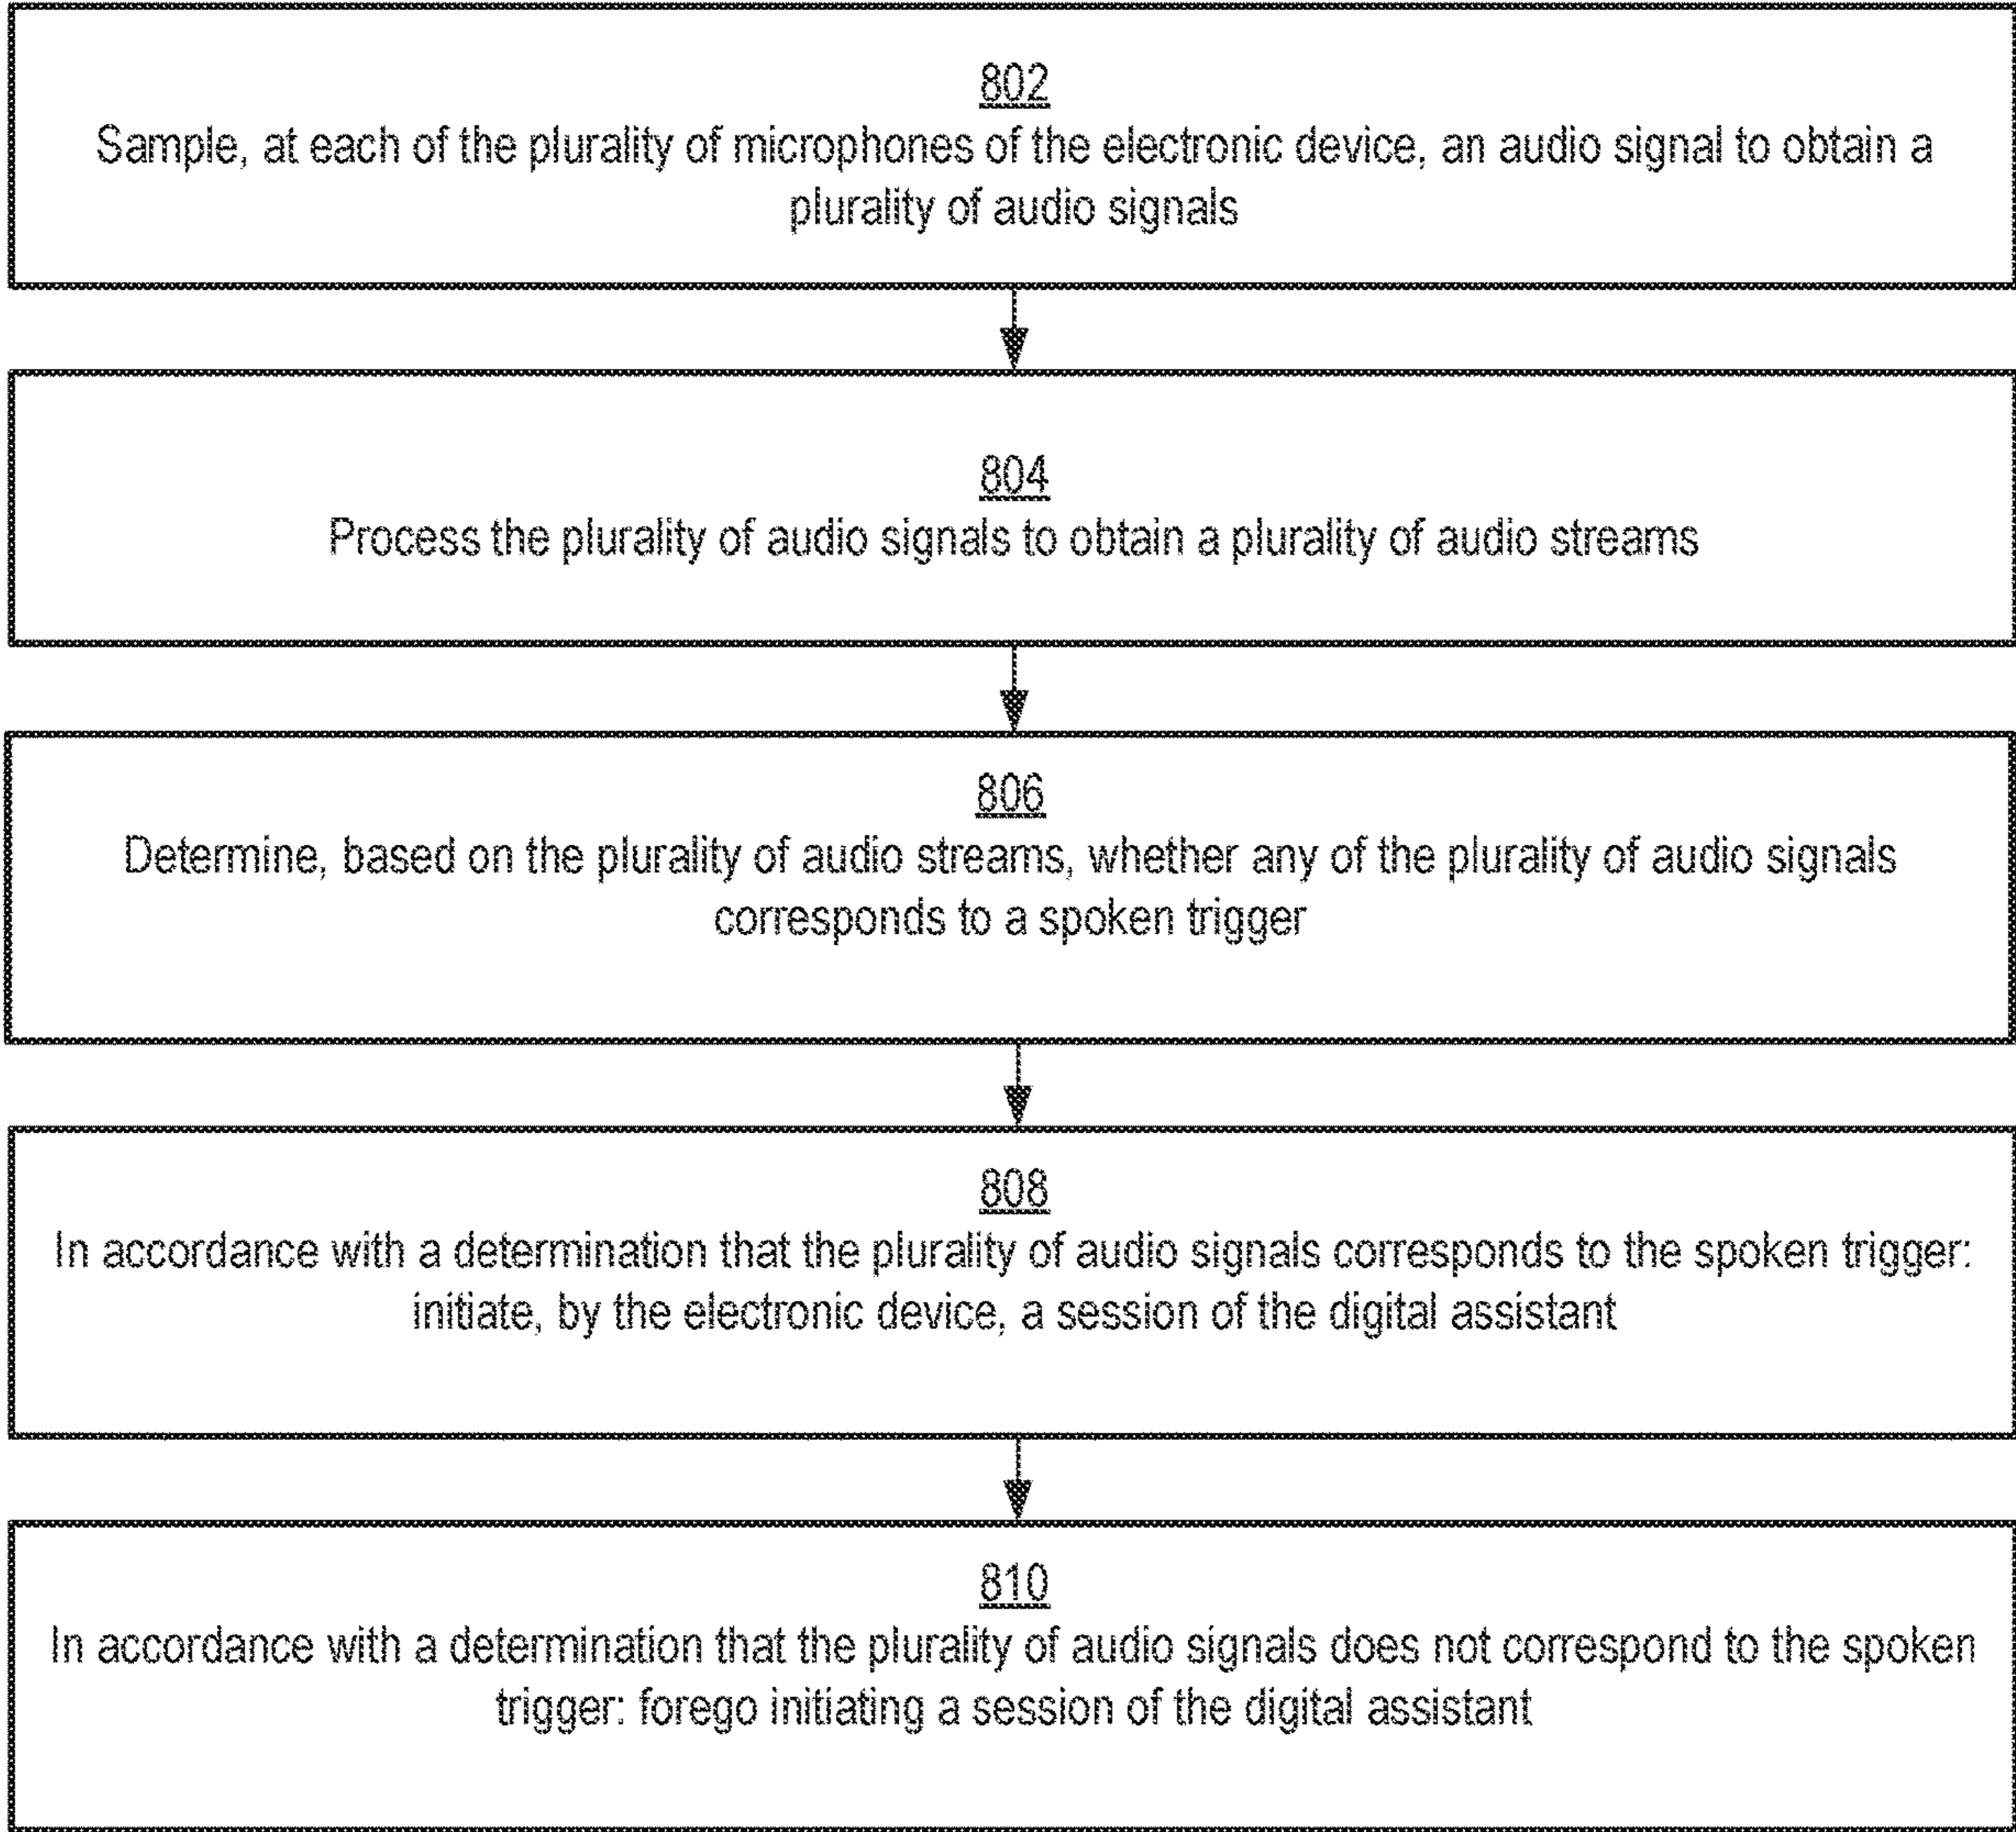 802
Sample, at each of the plurality of microphones of the electronic device, an audio signal to obtain a
plurality of audio signals
804
Process the plurality of audio signals to obtain a plurality of audio streams
806
Determine, based on the plurality of audio streams, whether any of the plurality of audio signals
corresponds to a spoken trigger
808
In accordance with a determination that the plurality of audio signals corresponds to the spoken trigger:
initiate, by the electronic device, a session of the digital assistant
810
In accordance with a determination that the plurality of audio signals does not correspond to the spoken
trigger: forego initiating a session of the digital assistant